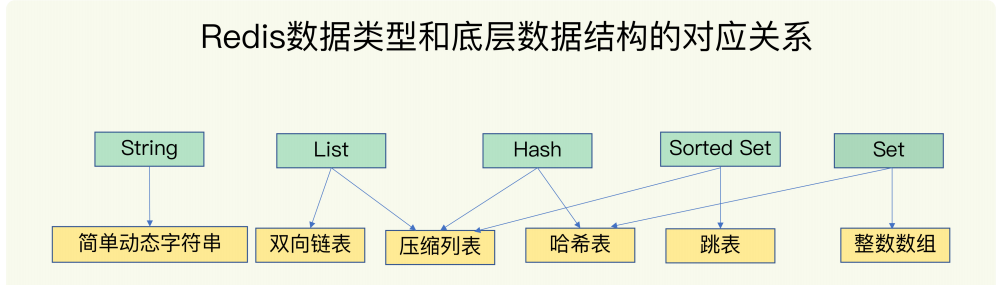 Redis数据类型和底层数据结构的对应关系
String
List
Hash
Sorted Set
Set
简单动态字符串
双向链表
压缩列表
哈希表
跳表
整数数组